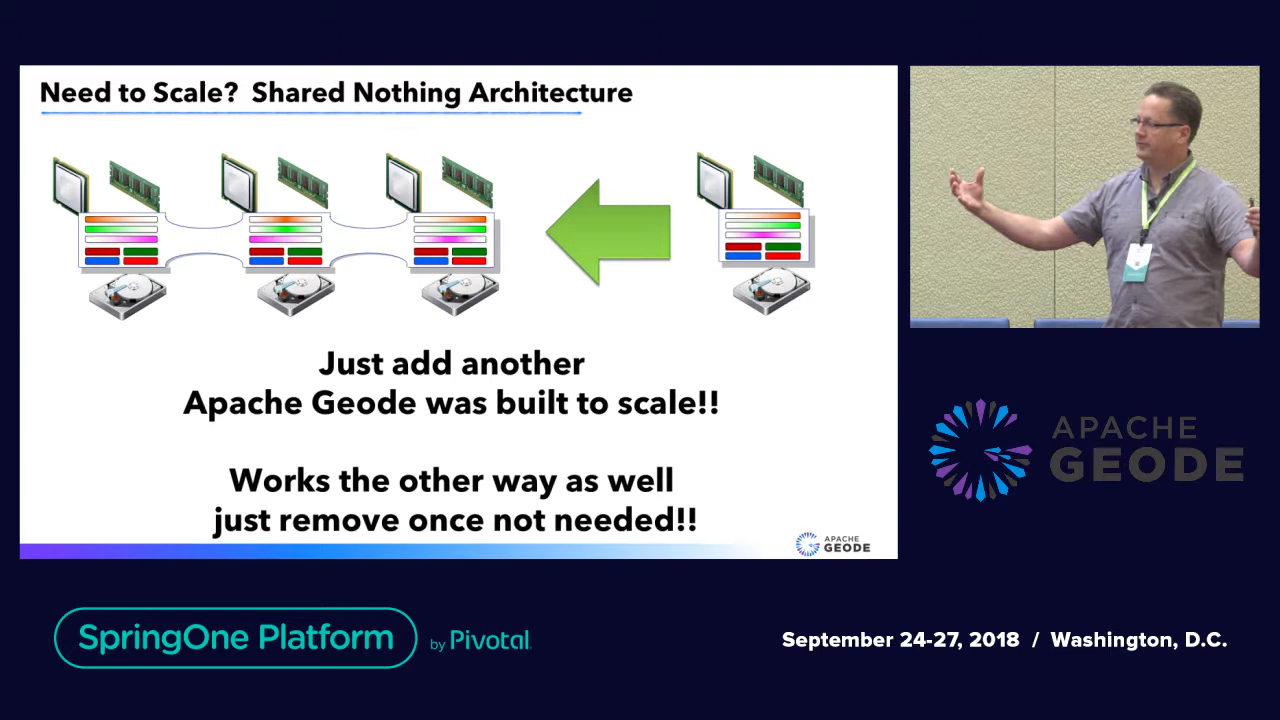 Need to Scale? Shared Nothing Architecture
Just add another
Apache Geode was built to scale!!
Works the other way as well
just remove once not needed!!
APACHE
GEODE
APACHE
GEODE
SpringOne Platform by Pivotal.
September 24-27, 2018 / Washington, D.C.